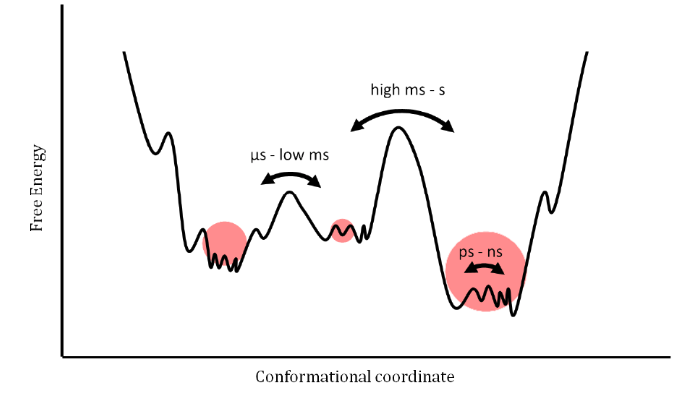 high ms - s
μs - low ms
ps - ns
Free Energy
Conformational coordinate